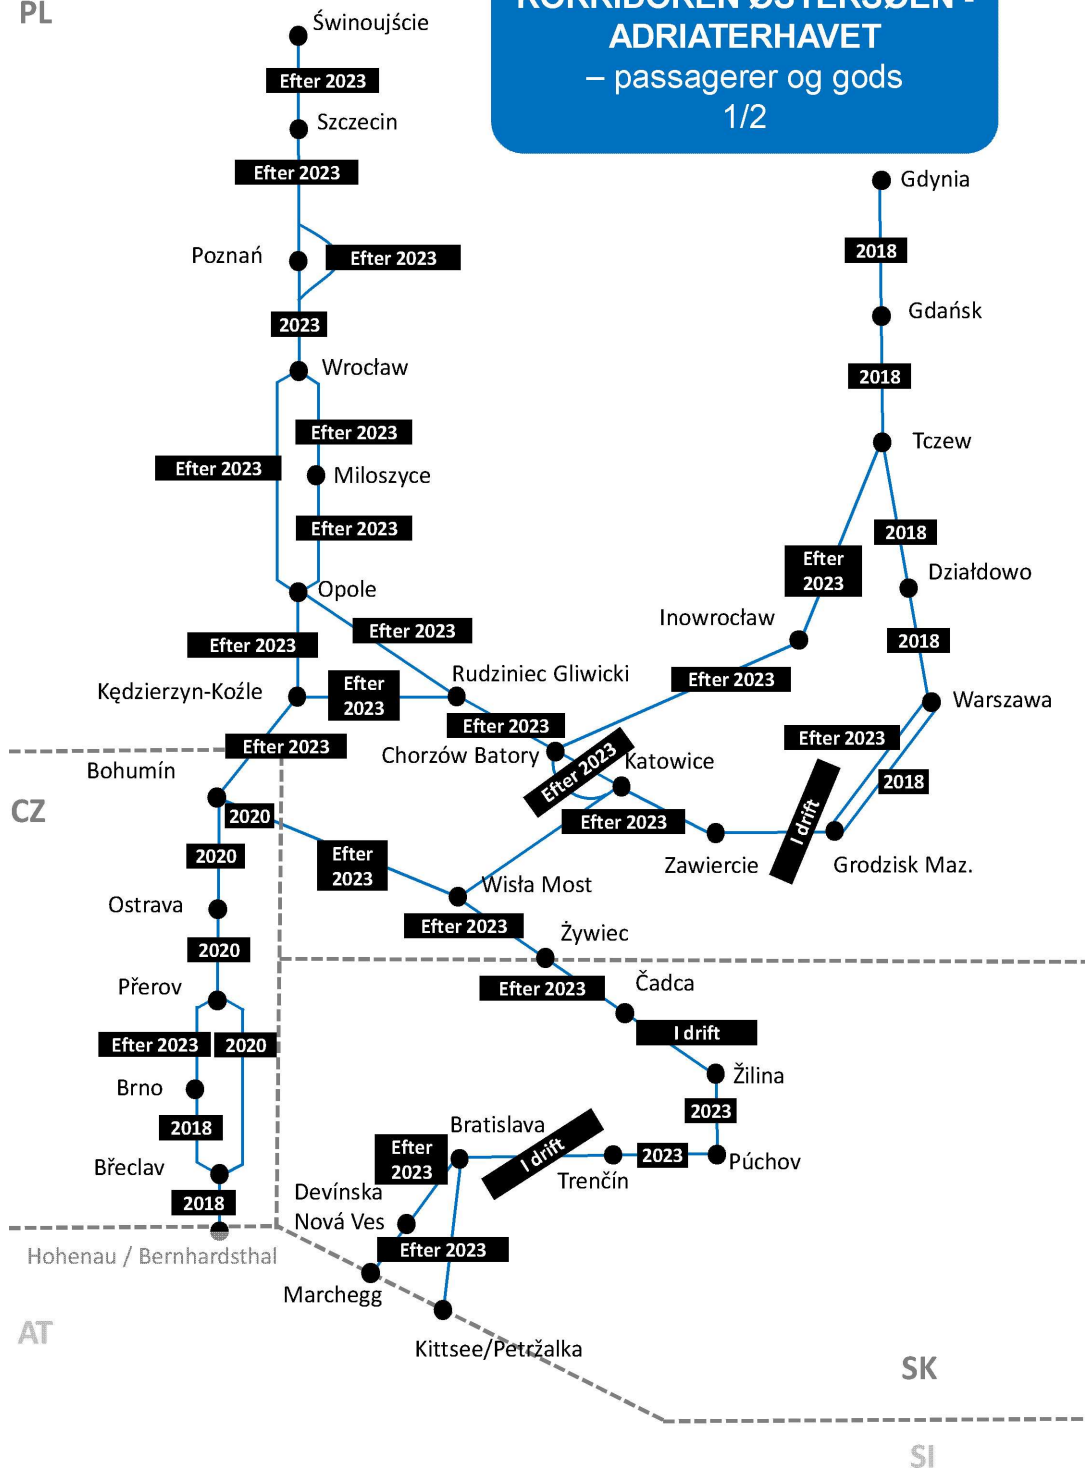 PL
KORRIDOREN ØSTERSØEN -
ADRIATERHAVET
– passagerer og gods
1/2
Świnoujście
Efter 2023
Szczecin
Efter 2023
Gdynia
Poznań
Efter 2023
2018
Gdańsk
2023
Wrocław
2018
Efter 2023
Tczew
Efter 2023
Miloszyce
Efter 2023
2018
Efter
2023
Działdowo
Opole
Efter 2023
Inowrocław
Efter 2023
2018
Rudziniec Gliwicki
Efter 2023
Kędzierzyn-Koźle
Efter
2023
Warszawa
Efter 2023
Efter 2023
Efter 2023
Chorzów Batory
Efter 2023
Katowice
Bohumín
2018
CZ
2020
Efter 2023
I drift
2020
Efter
2023
Zawiercie
Grodzisk Maz.
Wisła Most
Ostrava
Efter 2023
Żywiec
2020
Přerov
Efter 2023
Čadca
I drift
Efter 2023
2020
Žilina
Brno
2023
2018
Bratislava
Efter
2023
I drift
2023
Púchov
Břeclav
Trenčín
2018
Devínska
Nová Ves
Hohenau / Bernhardsthal
Efter 2023
Marchegg
AT
Kittsee/Petržalka
SK
SI